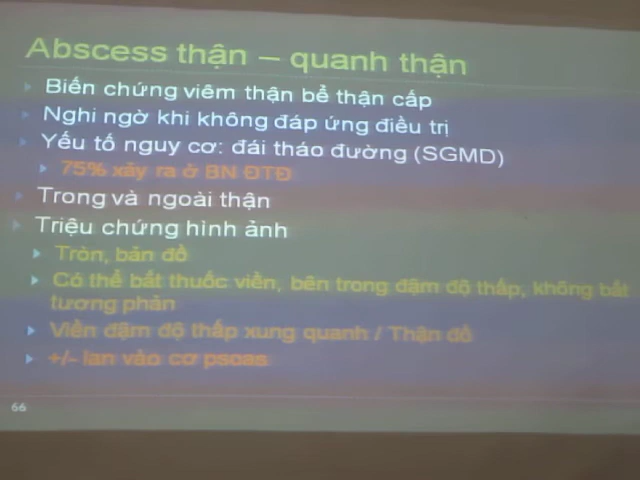 Abscess thận – quanh thận
Biến chứng viêm thận bể thận cấp
Nghi ngờ khi không đáp ứng điều trị
Yếu tố nguy cơ: đái tháo đường (SGMD)
75% xảy ra ở BN ĐTĐ
Trong và ngoài thận
Triệu chứng hình ảnh
Tròn, bản đồ
Có thể bắt thuốc viền, bên trong đậm độ thấp, không bắt
tương phản
Viền đậm độ thấp xung quanh / Thận đồ
+/- lan vào cơ psoas
66